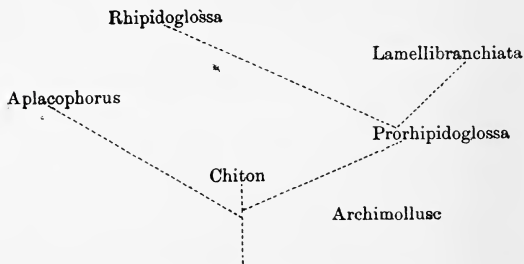 Rhipidoglossa
Lamellibranchiata
Aplacophorus
Prorhipidoglossa
Chiton
Archimollusc